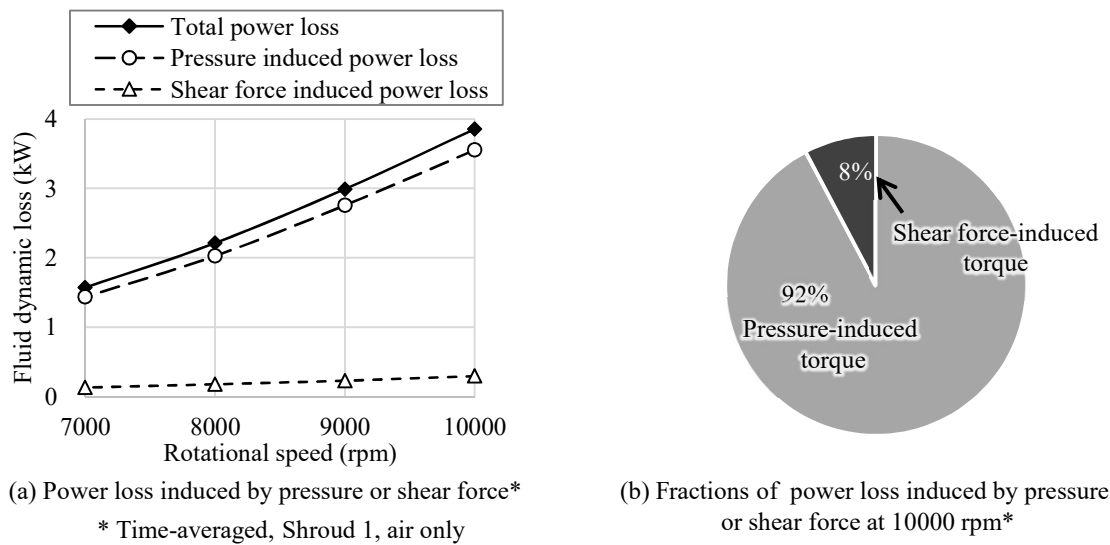 Total power loss
Pressure induced power loss
Shear force induced power loss
Fluid dynamic loss (kW)
4
3
2
1
0
7000 8000 9000 10000
Rotational speed (rpm)
(a) Power loss induced by pressure or shear force*
* Time-averaged, Shroud 1, air only
8%
Shear force-induced
torque
92%
Pressure-induced
torque
(b) Fractions of power loss induced by pressure
or shear force at 10000 rpm*